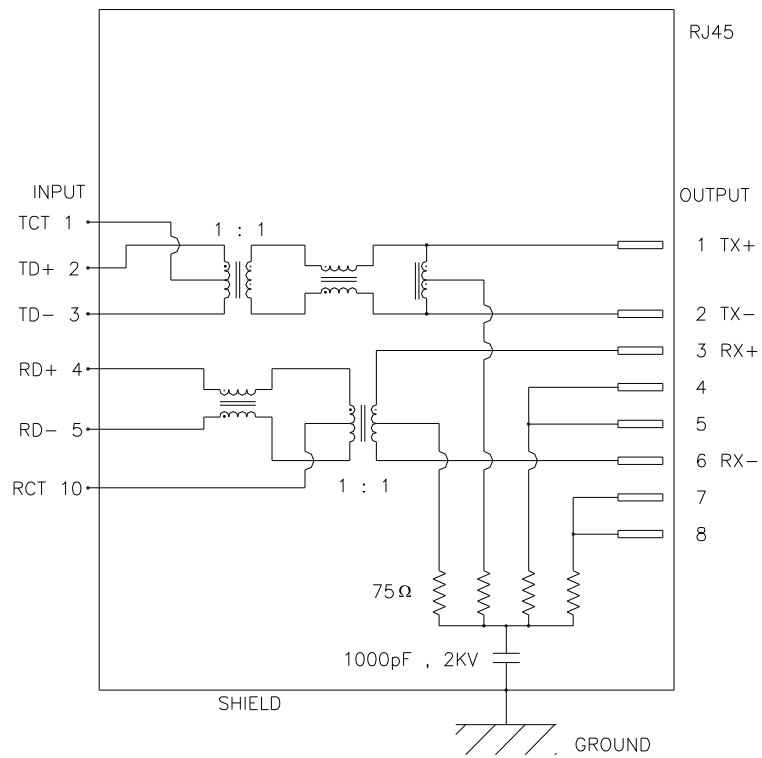 RJ45
INPUT
OUTPUT
TCT 1
1 : 1
1 TX+
TD+ 2
TD- 3
2 TX-
3 RX+
RD+ 4
4
5
RD- 5
6 RX-
RCT 10
1 : 1
7
8
75Ω
1000pF , 2KV
SHIELD
GROUND